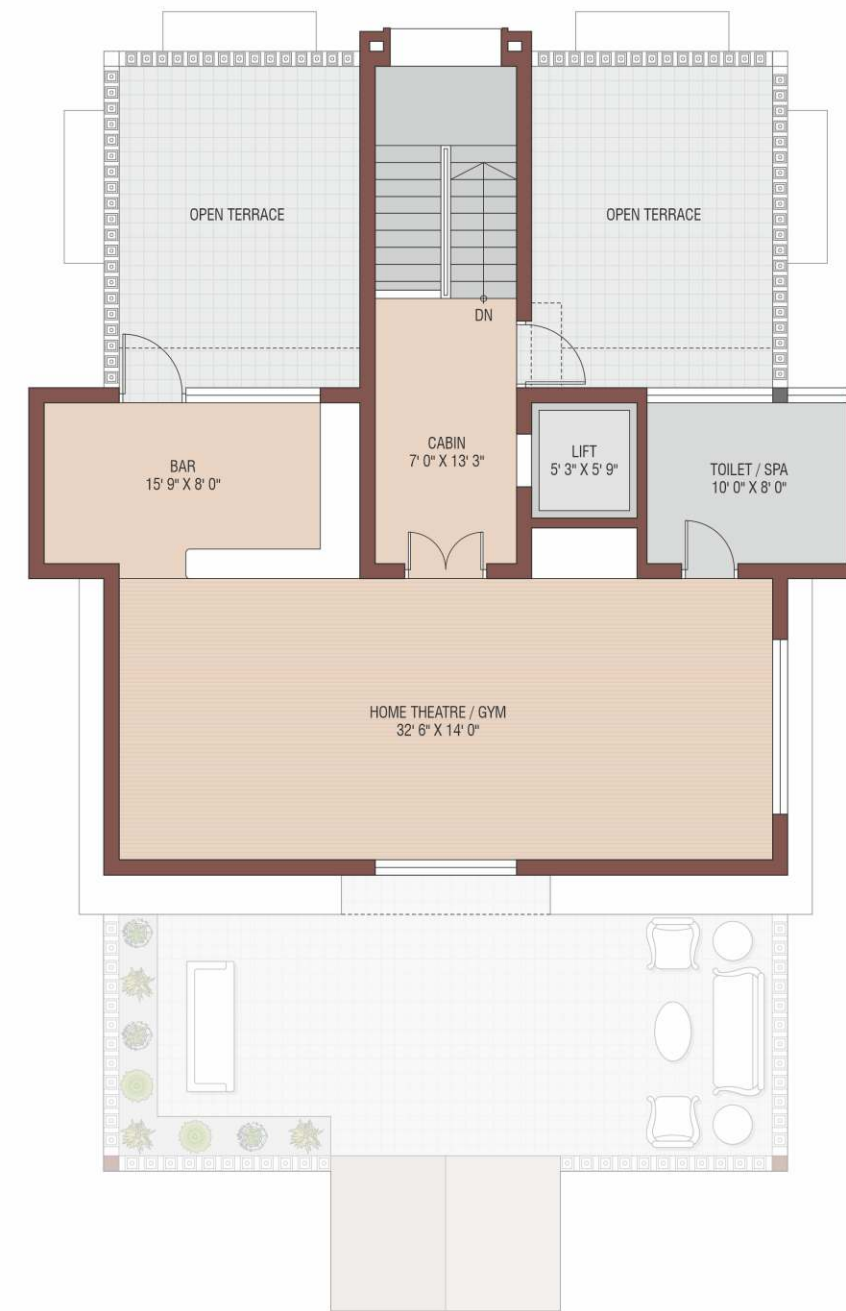 OPEN TERRACE
OPEN TERRACE
DN
CABIN
7' 0" X 13' 3"
LIFT
5' 3" X 5' 9"
BAR
15' 9" X 8' 0"
TOILET / SPA
10' 0" X 8' 0"
HOME THEATRE / GYM
32' 6" X 14' 0"